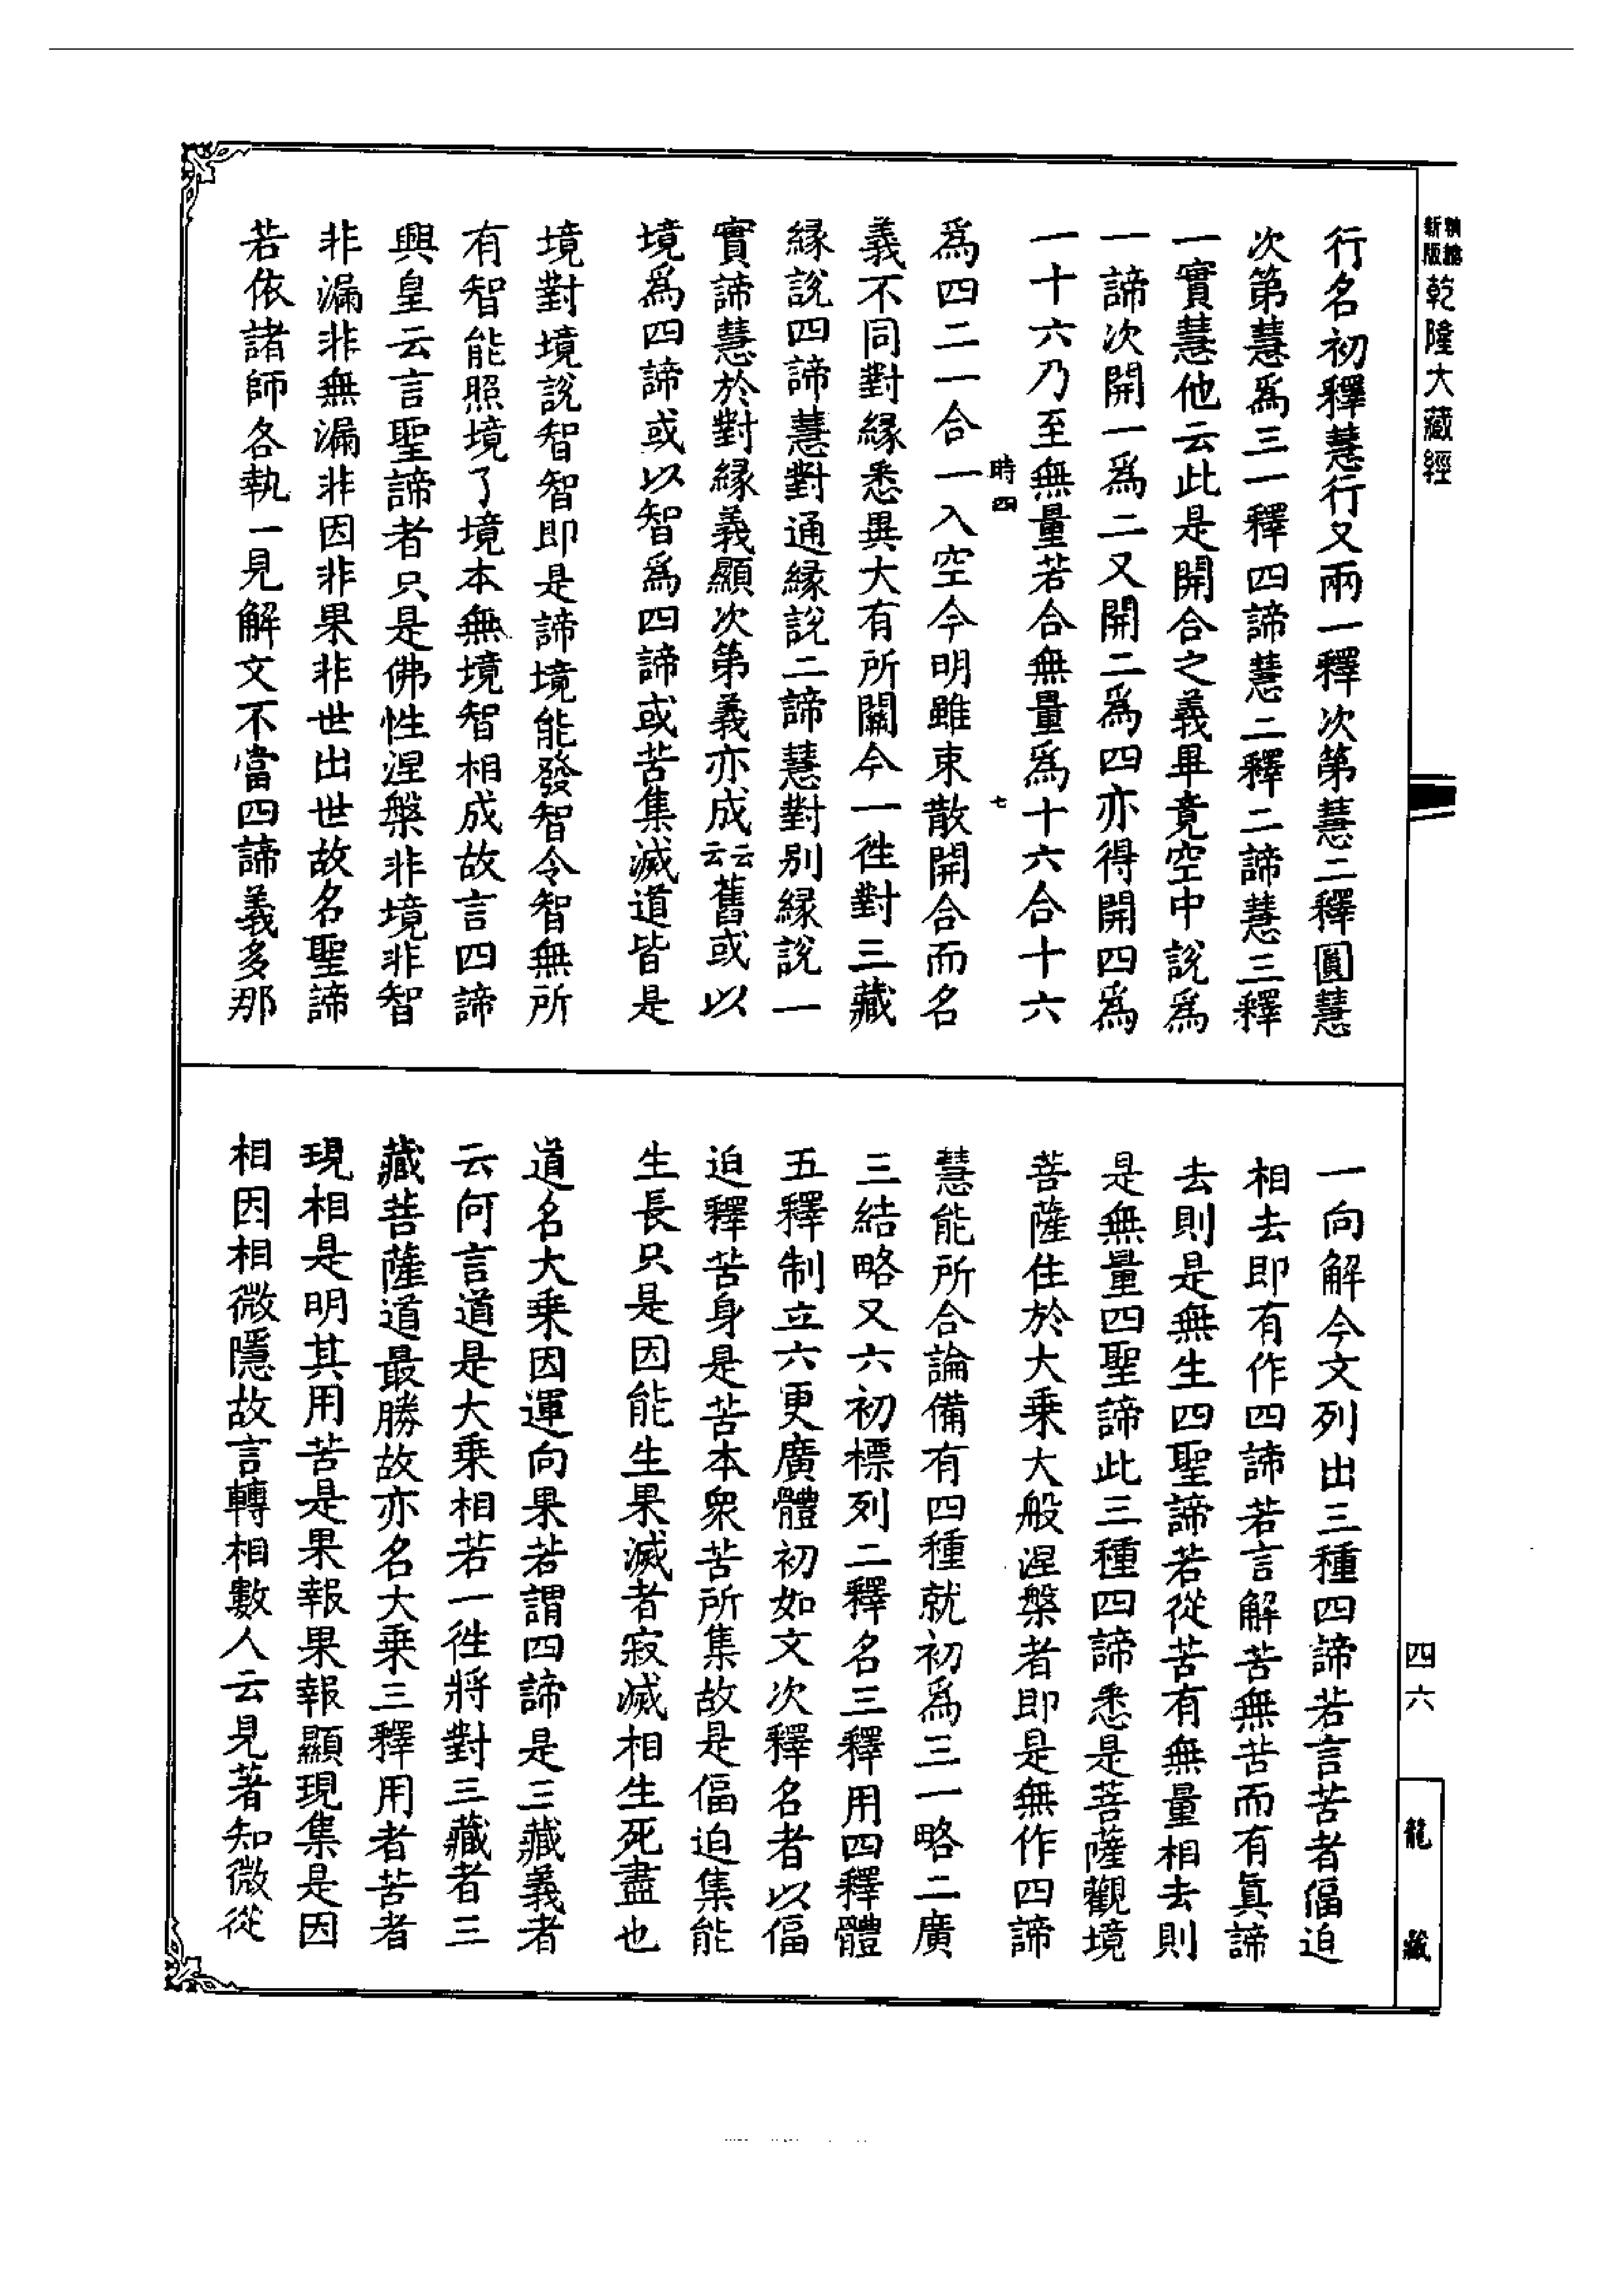 新版
精縮
乾隆大藏經
行名初釋慧行又兩一釋次第慧二釋圓慧
次第慧爲三一釋四諦慧二釋二諦慧三釋
一實慧他云此是開合之義畢竟空中說爲
一諦次開一爲二又開二爲四亦得開四爲
一十六乃至無量若合無量爲十六合十六
時四
七
爲四二一合一入空今明雖束散開合而名
義不同對緣悉異大有所關今一徃對三藏
緣說四諦慧對通緣說二諦慧對别緣說一
實諦慧於對緣義顯次第義亦成云云舊或以
境爲四諦或以智爲四諦或苦集滅道皆是
境對境說智智即是諦境能發智令智無所
有智能照境了境本無境智相成故言四諦
興皇云言聖諦者只是佛性涅槃非境非智
非漏非無漏非因非果非世出世故名聖諦
若依諸師各執一見解文不當四諦義多那
一向解今文列出三種四諦若言苦者偪迫
相去即有作四諦若言解苦無苦而有眞諦
去則是無生四聖諦若從苦有無量相去則
是無量四聖諦此三種四諦悉是菩薩觀境
菩薩住於大乘大般涅槃者即是無作四諦
慧能所合論備有四種就初爲三一略二廣
三結略又六初標列二釋名三釋用四釋體
五釋制立六更廣體初如文次釋名者以偪
迫釋苦身是苦本衆苦所集故是偪迫集能
生長只是因能生果滅者寂滅相生死盡也
道名大乘因運向果若謂四諦是三藏義者
云何言道是大乘相若一徃將對三藏者三
藏菩薩道最勝故亦名大乘三釋用者苦者
現相是明其用苦是果報果報顯現集是因
相因相微隱故言轉相數人云見著知微從
四六
龍藏